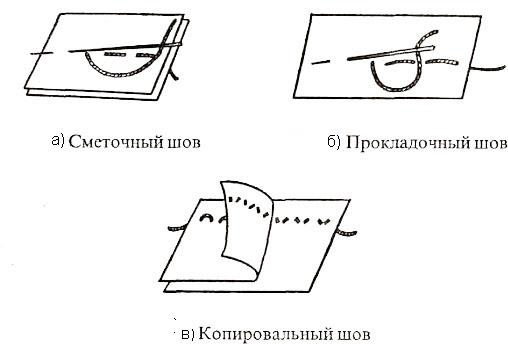 а) Сметочный шов
б) Прокладочный шов
в) Копировальный шов